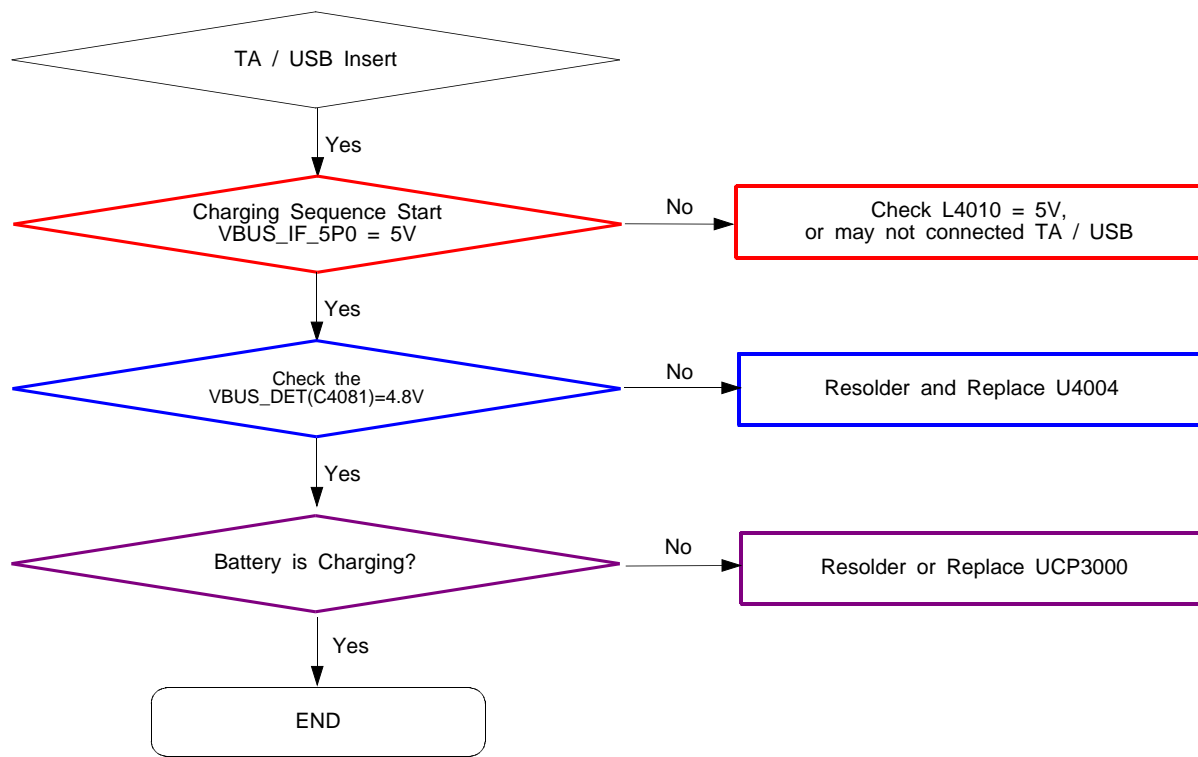 TA / USB Insert
Yes
Charging Sequence Start
VBUS_IF_5P0 = 5V
No
Check L4010 = 5V,
or may not connected TA / USB
Yes
Check the
VBUS_DET(C4081)=4.8V
No
Resolder and Replace U4004
Yes
Battery is Charging?
No
Resolder or Replace UCP3000
Yes
END